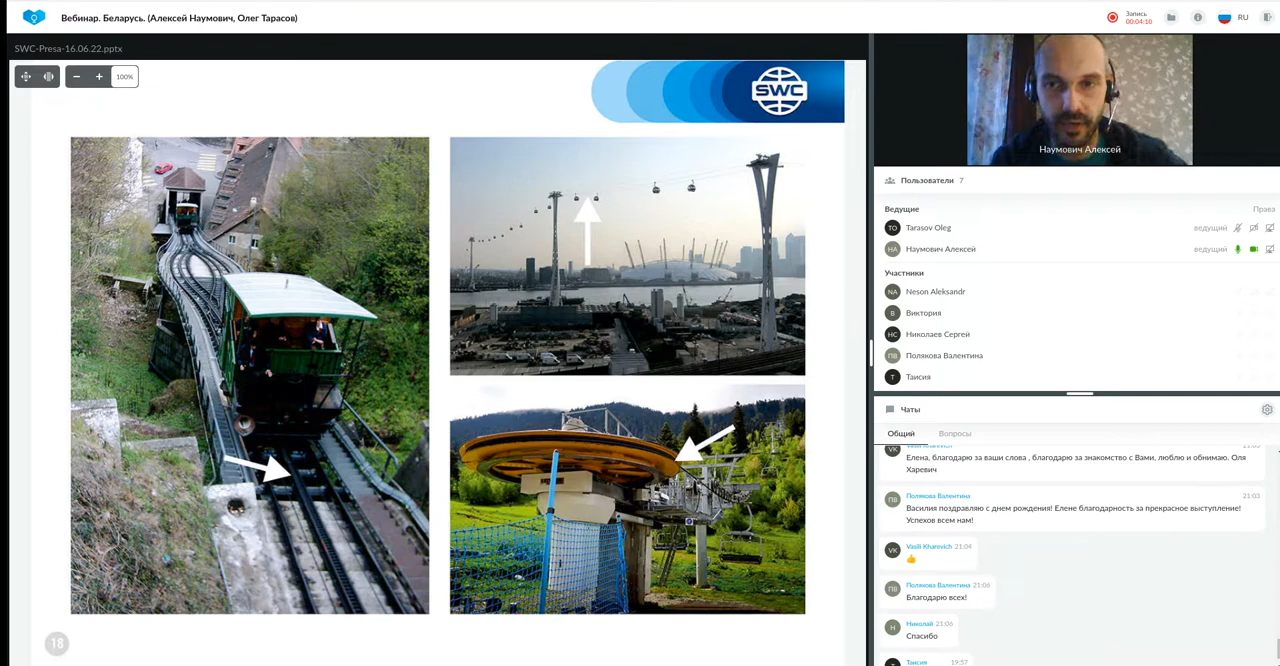 Вебинар. Беларусь. (Алексей Наумович, Олег Тарасов)
Запись
00:04:10
RU
SWC-Presa-16.06.22.pptx
100%
SWC
18
Наумович Алексей
Пользователи 7
Ведущие
Права
TO Tarasov Oleg ведущий
НА Наумович Алексей ведущий
Участники
NA Neson Aleksandr
В Виктория
НС Николаев Сергей
ПВ Полякова Валентина
Т Таисия
Чаты
Общий Вопросы
VK Vasili Kharevich
Елена, благодарю за ваши слова , благодарю за знакомство с Вами, люблю и обнимаю. Оля
Харевич
ПВ Полякова Валентина 21:03
Василия поздравляю с днем рождения! Елене благодарность за прекрасное выступление!
Успехов всем нам!
VK Vasili Kharevich 21:04
ПВ Полякова Валентина 21:06
Благодарю всех!
Н Николай 21:06
Спасибо
Т Таисия 19:57